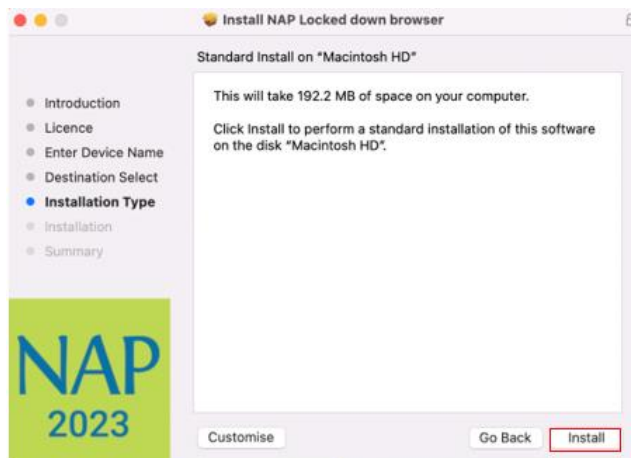 Install NAP Locked down browser
Standard Install on "Macintosh HD"
Introduction
Licence
Enter Device Name
Destination Select
Installation Type
Installation
Summary
This will take 192.2 MB of space on your computer.
Click Install to perform a standard installation of this software
on the disk "Macintosh HD".
NAP
2023
Customise
Go Back
Install